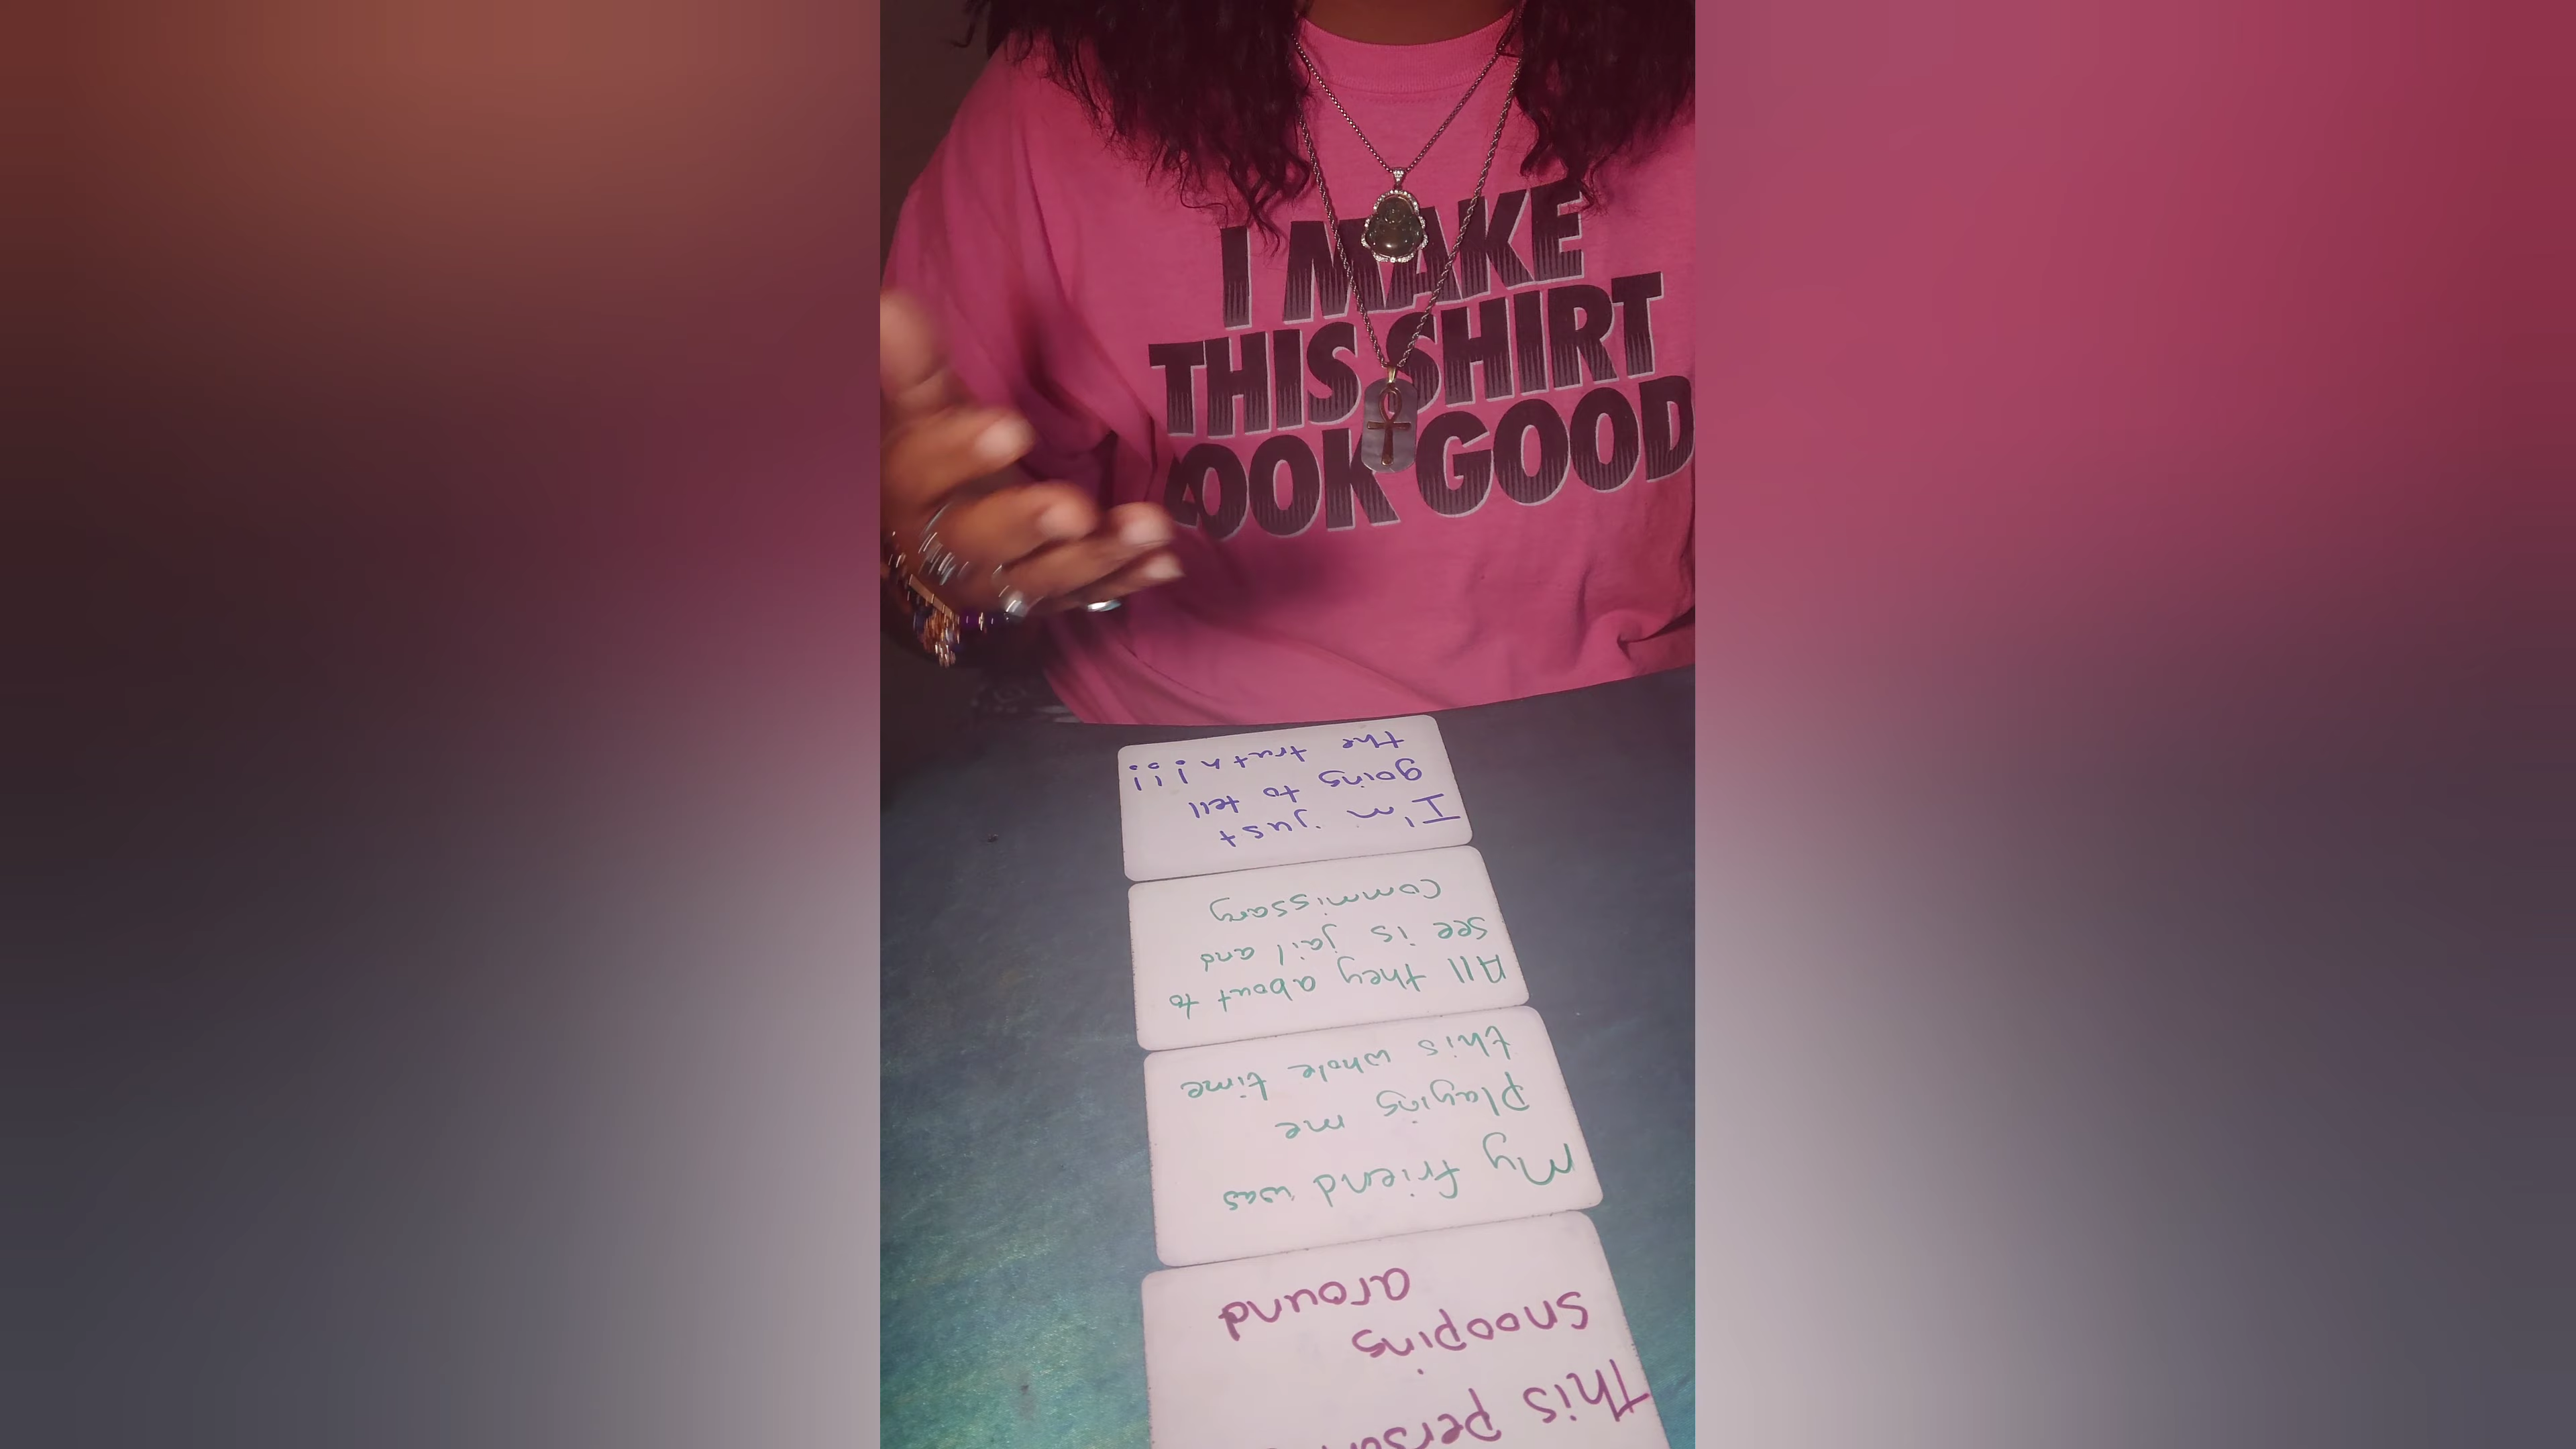 I MAKE
THIS SHIRT
LOOK GOOD
I'm just
going to tell
the truth!!!
All they about to
see is jail and
Commissary
My friend was
playing me
this whole time
This person
snooping
around